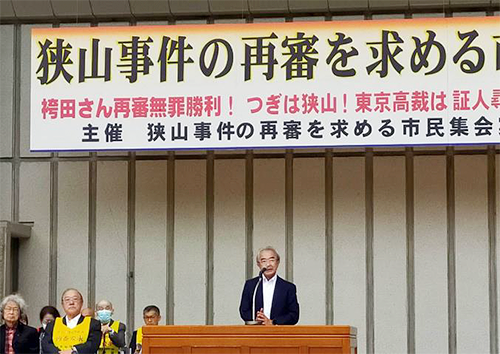 狭山事件の再審を求める市
袴田さん再審無罪勝利！ つぎは狭山！東京高裁は 証人尋
主催 狭山事件の再審を求める市民集会